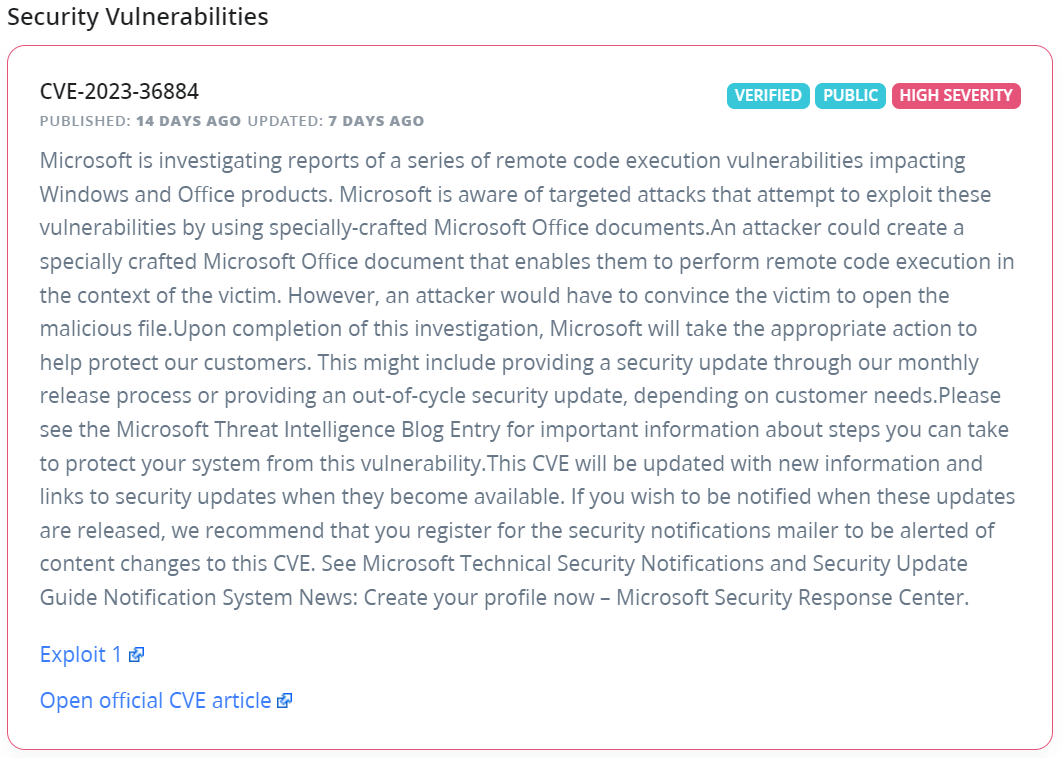 Security Vulnerabilities
CVE-2023-36884
VERIFIED PUBLIC HIGH SEVERITY
PUBLISHED: 14 DAYS AGO UPDATED: 7 DAYS AGO
Microsoft is investigating reports of a series of remote code execution vulnerabilities impacting
Windows and Office products. Microsoft is aware of targeted attacks that attempt to exploit these
vulnerabilities by using specially-crafted Microsoft Office documents.An attacker could create a
specially crafted Microsoft Office document that enables them to perform remote code execution in
the context of the victim. However, an attacker would have to convince the victim to open the
malicious file.Upon completion of this investigation, Microsoft will take the appropriate action to
help protect our customers. This might include providing a security update through our monthly
release process or providing an out-of-cycle security update, depending on customer needs.Please
see the Microsoft Threat Intelligence Blog Entry for important information about steps you can take
to protect your system from this vulnerability.This CVE will be updated with new information and
links to security updates when they become available. If you wish to be notified when these updates
are released, we recommend that you register for the security notifications mailer to be alerted of
content changes to this CVE. See Microsoft Technical Security Notifications and Security Update
Guide Notification System News: Create your profile now – Microsoft Security Response Center.
Exploit 1
Open official CVE article